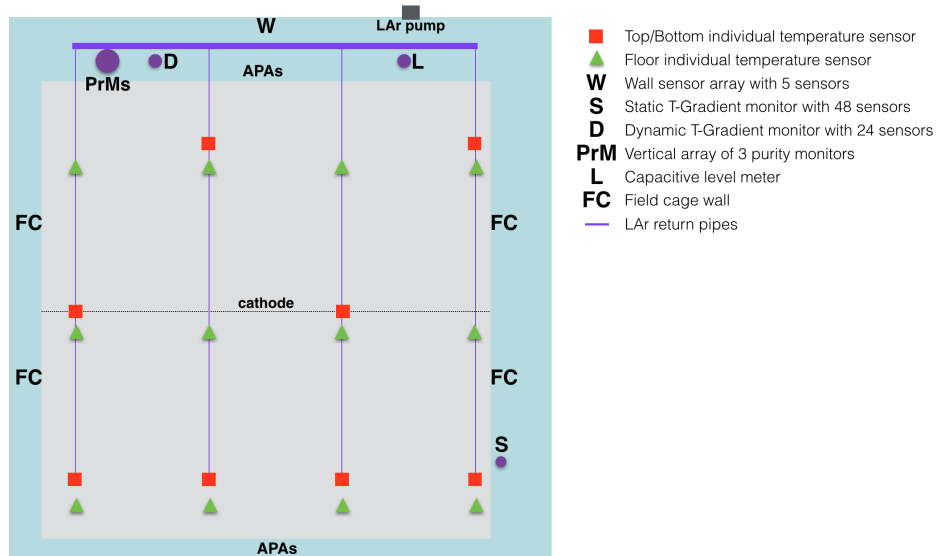 W
LAr pump
PrMs
D
L
APAs
FC
FC
cathode
FC
FC
S
APAs
Top/Bottom individual temperature sensor
Floor individual temperature sensor
W Wall sensor array with 5 sensors
S Static T-Gradient monitor with 48 sensors
D Dynamic T-Gradient monitor with 24 sensors
PrM Vertical array of 3 purity monitors
L Capacitive level meter
FC Field cage wall
LAr return pipes